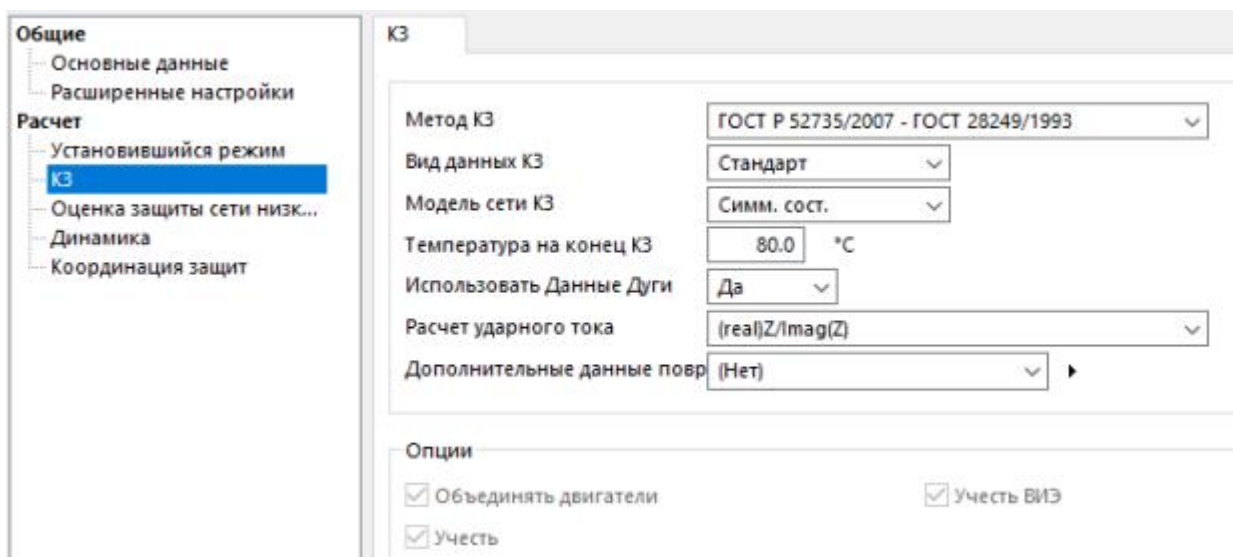 Общие
Основные данные
Расширенные настройки
Расчет
Установившийся режим
КЗ
Оценка защиты сети низк...
Динамика
Координация защит
КЗ
Метод КЗ
ГОСТ Р 52735/2007 - ГОСТ 28249/1993
Вид данных КЗ
Стандарт
Модель сети КЗ
Симм. сост.
Температура на конец КЗ
80.0 °C
Использовать Данные Дуги
Да
Расчет ударного тока
(real)Z/Imag(Z)
Дополнительные данные повр
(Нет)
Опции
Объединять двигатели
Учесть ВИЭ
Учесть